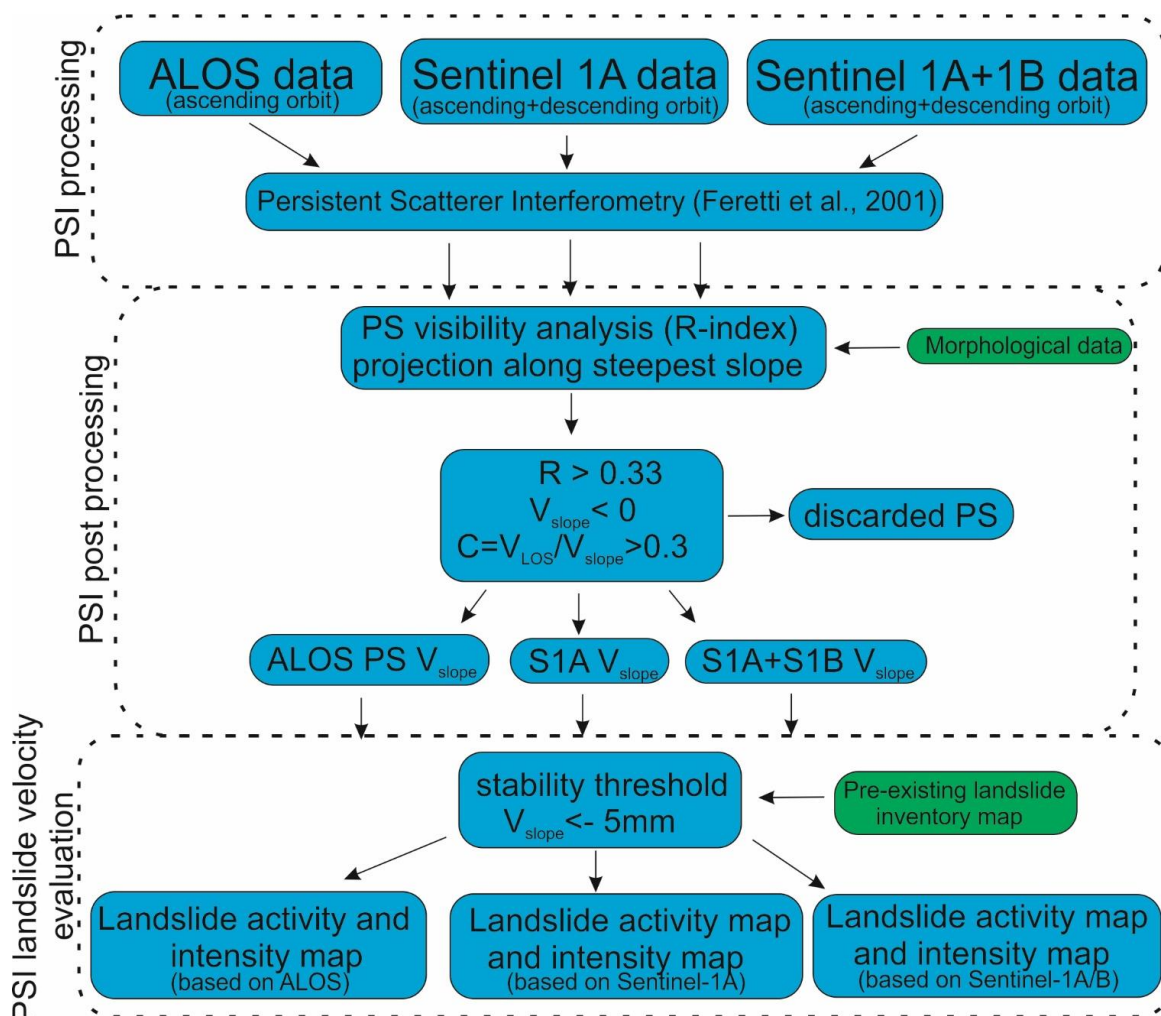 PSI processing
ALOS data
(ascending orbit)
Sentinel 1A data
(ascending+descending orbit)
Sentinel 1A+1B data
(ascending+descending orbit)
Persistent Scatterer Interferometry (Feretti et al., 2001)
PSI post processing
PS visibility analysis (R-index)
projection along steepest slope
Morphological data
R > 0.33
Vslope< 0
C=VLOS/Vslope>0.3
discarded PS
ALOS PS Vslope
S1A Vslope
S1A+S1B Vslope
PSI landslide velocity
evaluation
stability threshold
Vslope<- 5mm
Pre-existing landslide
inventory map
Landslide activity and
intensity map
(based on ALOS)
Landslide activity map
and intensity map
(based on Sentinel-1A)
Landslide activity map
and intensity map
(based on Sentinel-1A/B)